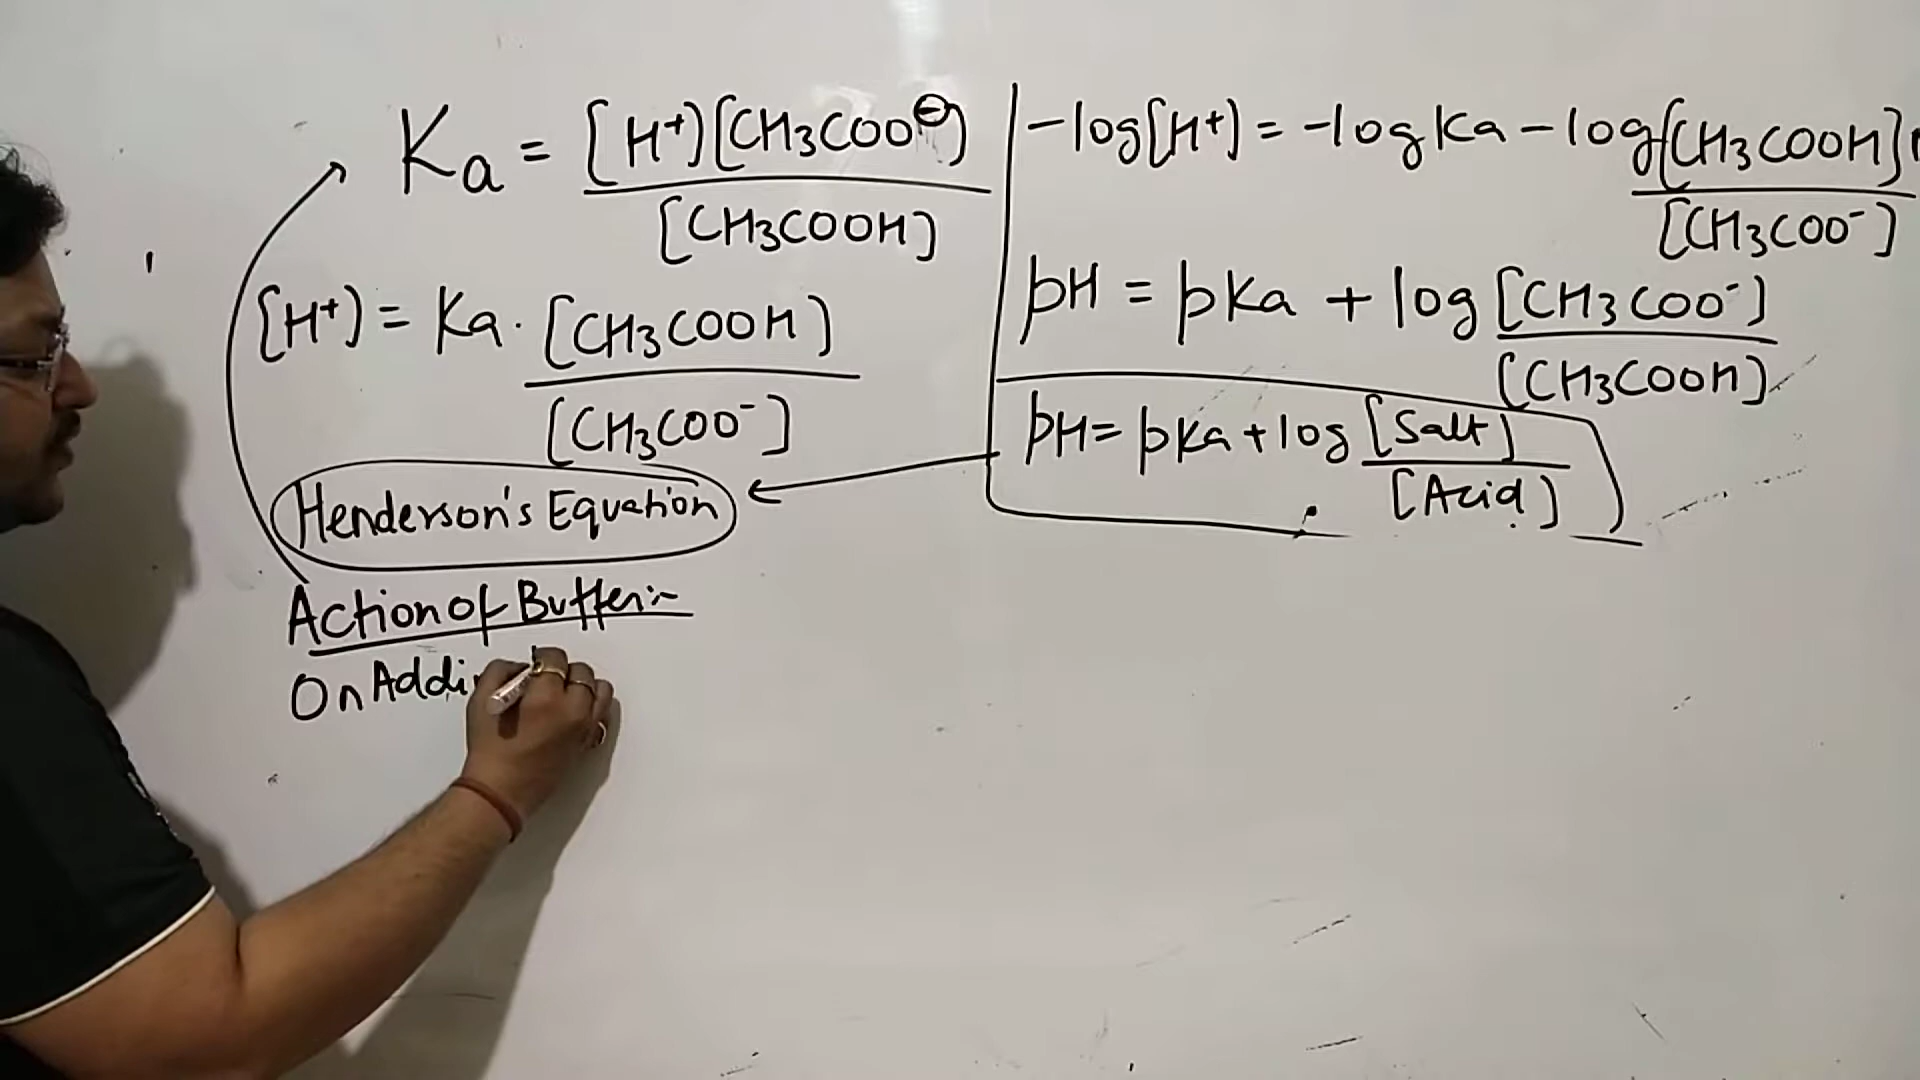 Ka = [H+][CH3COO⊖]
[CH3COOH]
[H+] = Ka . [CH3COOH]
[CH3COO-]
Henderson's Equation
Action of Buffer:-
On Addi
-log[H+] = -log Ka - log [CH3COOH]
[CH3COO-]
pH = pKa + log [CH3COO-]
[CH3COOH]
pH = pKa + log [Salt]
[Acid]